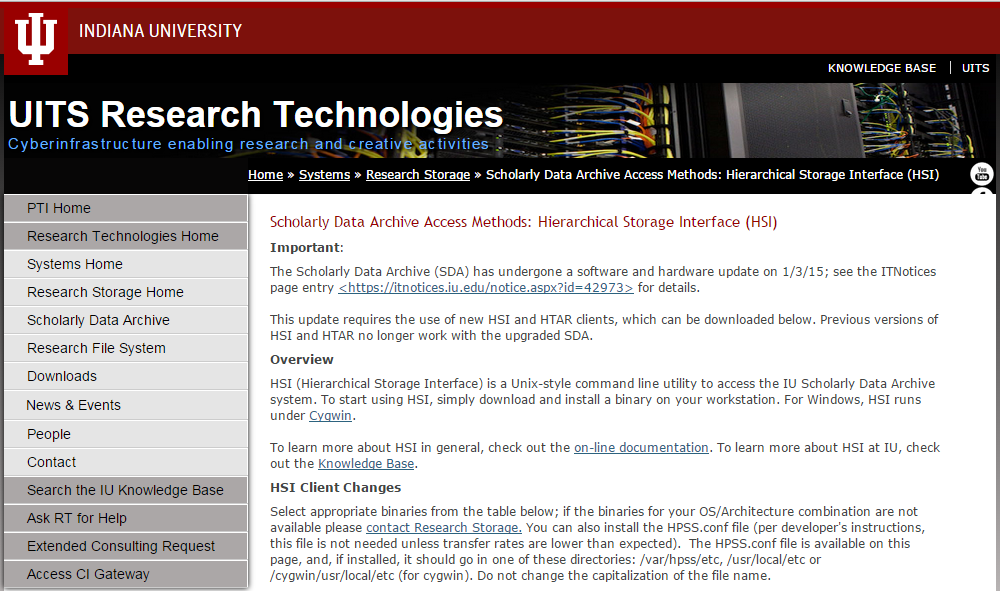 INDIANA UNIVERSITY
KNOWLEDGE BASE | UITS
UITS Research Technologies
Cyberinfrastructure enabling research and creative activities
Home » Systems » Research Storage » Scholarly Data Archive Access Methods: Hierarchical Storage Interface (HSI)
You
Tube
PTI Home
Research Technologies Home
Systems Home
Research Storage Home
Scholarly Data Archive
Research File System
Downloads
News & Events
People
Contact
Search the IU Knowledge Base
Ask RT for Help
Extended Consulting Request
Access CI Gateway
Scholarly Data Archive Access Methods: Hierarchical Storage Interface (HSI)
Important:
The Scholarly Data Archive (SDA) has undergone a software and hardware update on 1/3/15; see the ITNotices
page entry <https://itnotices.iu.edu/notice.aspx?id=42973> for details.
This update requires the use of new HSI and HTAR clients, which can be downloaded below. Previous versions of
HSI and HTAR no longer work with the upgraded SDA.
Overview
HSI (Hierarchical Storage Interface) is a Unix-style command line utility to access the IU Scholarly Data Archive
system. To start using HSI, simply download and install a binary on your workstation. For Windows, HSI runs
under Cygwin.
To learn more about HSI in general, check out the on-line documentation. To learn more about HSI at IU, check
out the Knowledge Base.
HSI Client Changes
Select appropriate binaries from the table below; if the binaries for your OS/Architecture combination are not
available please contact Research Storage. You can also install the HPSS.conf file (per developer's instructions,
this file is not needed unless transfer rates are lower than expected). The HPSS.conf file is available on this
page, and, if installed, it should go in one of these directories: /var/hpss/etc, /usr/local/etc or
/cygwin/usr/local/etc (for cygwin). Do not change the capitalization of the file name.